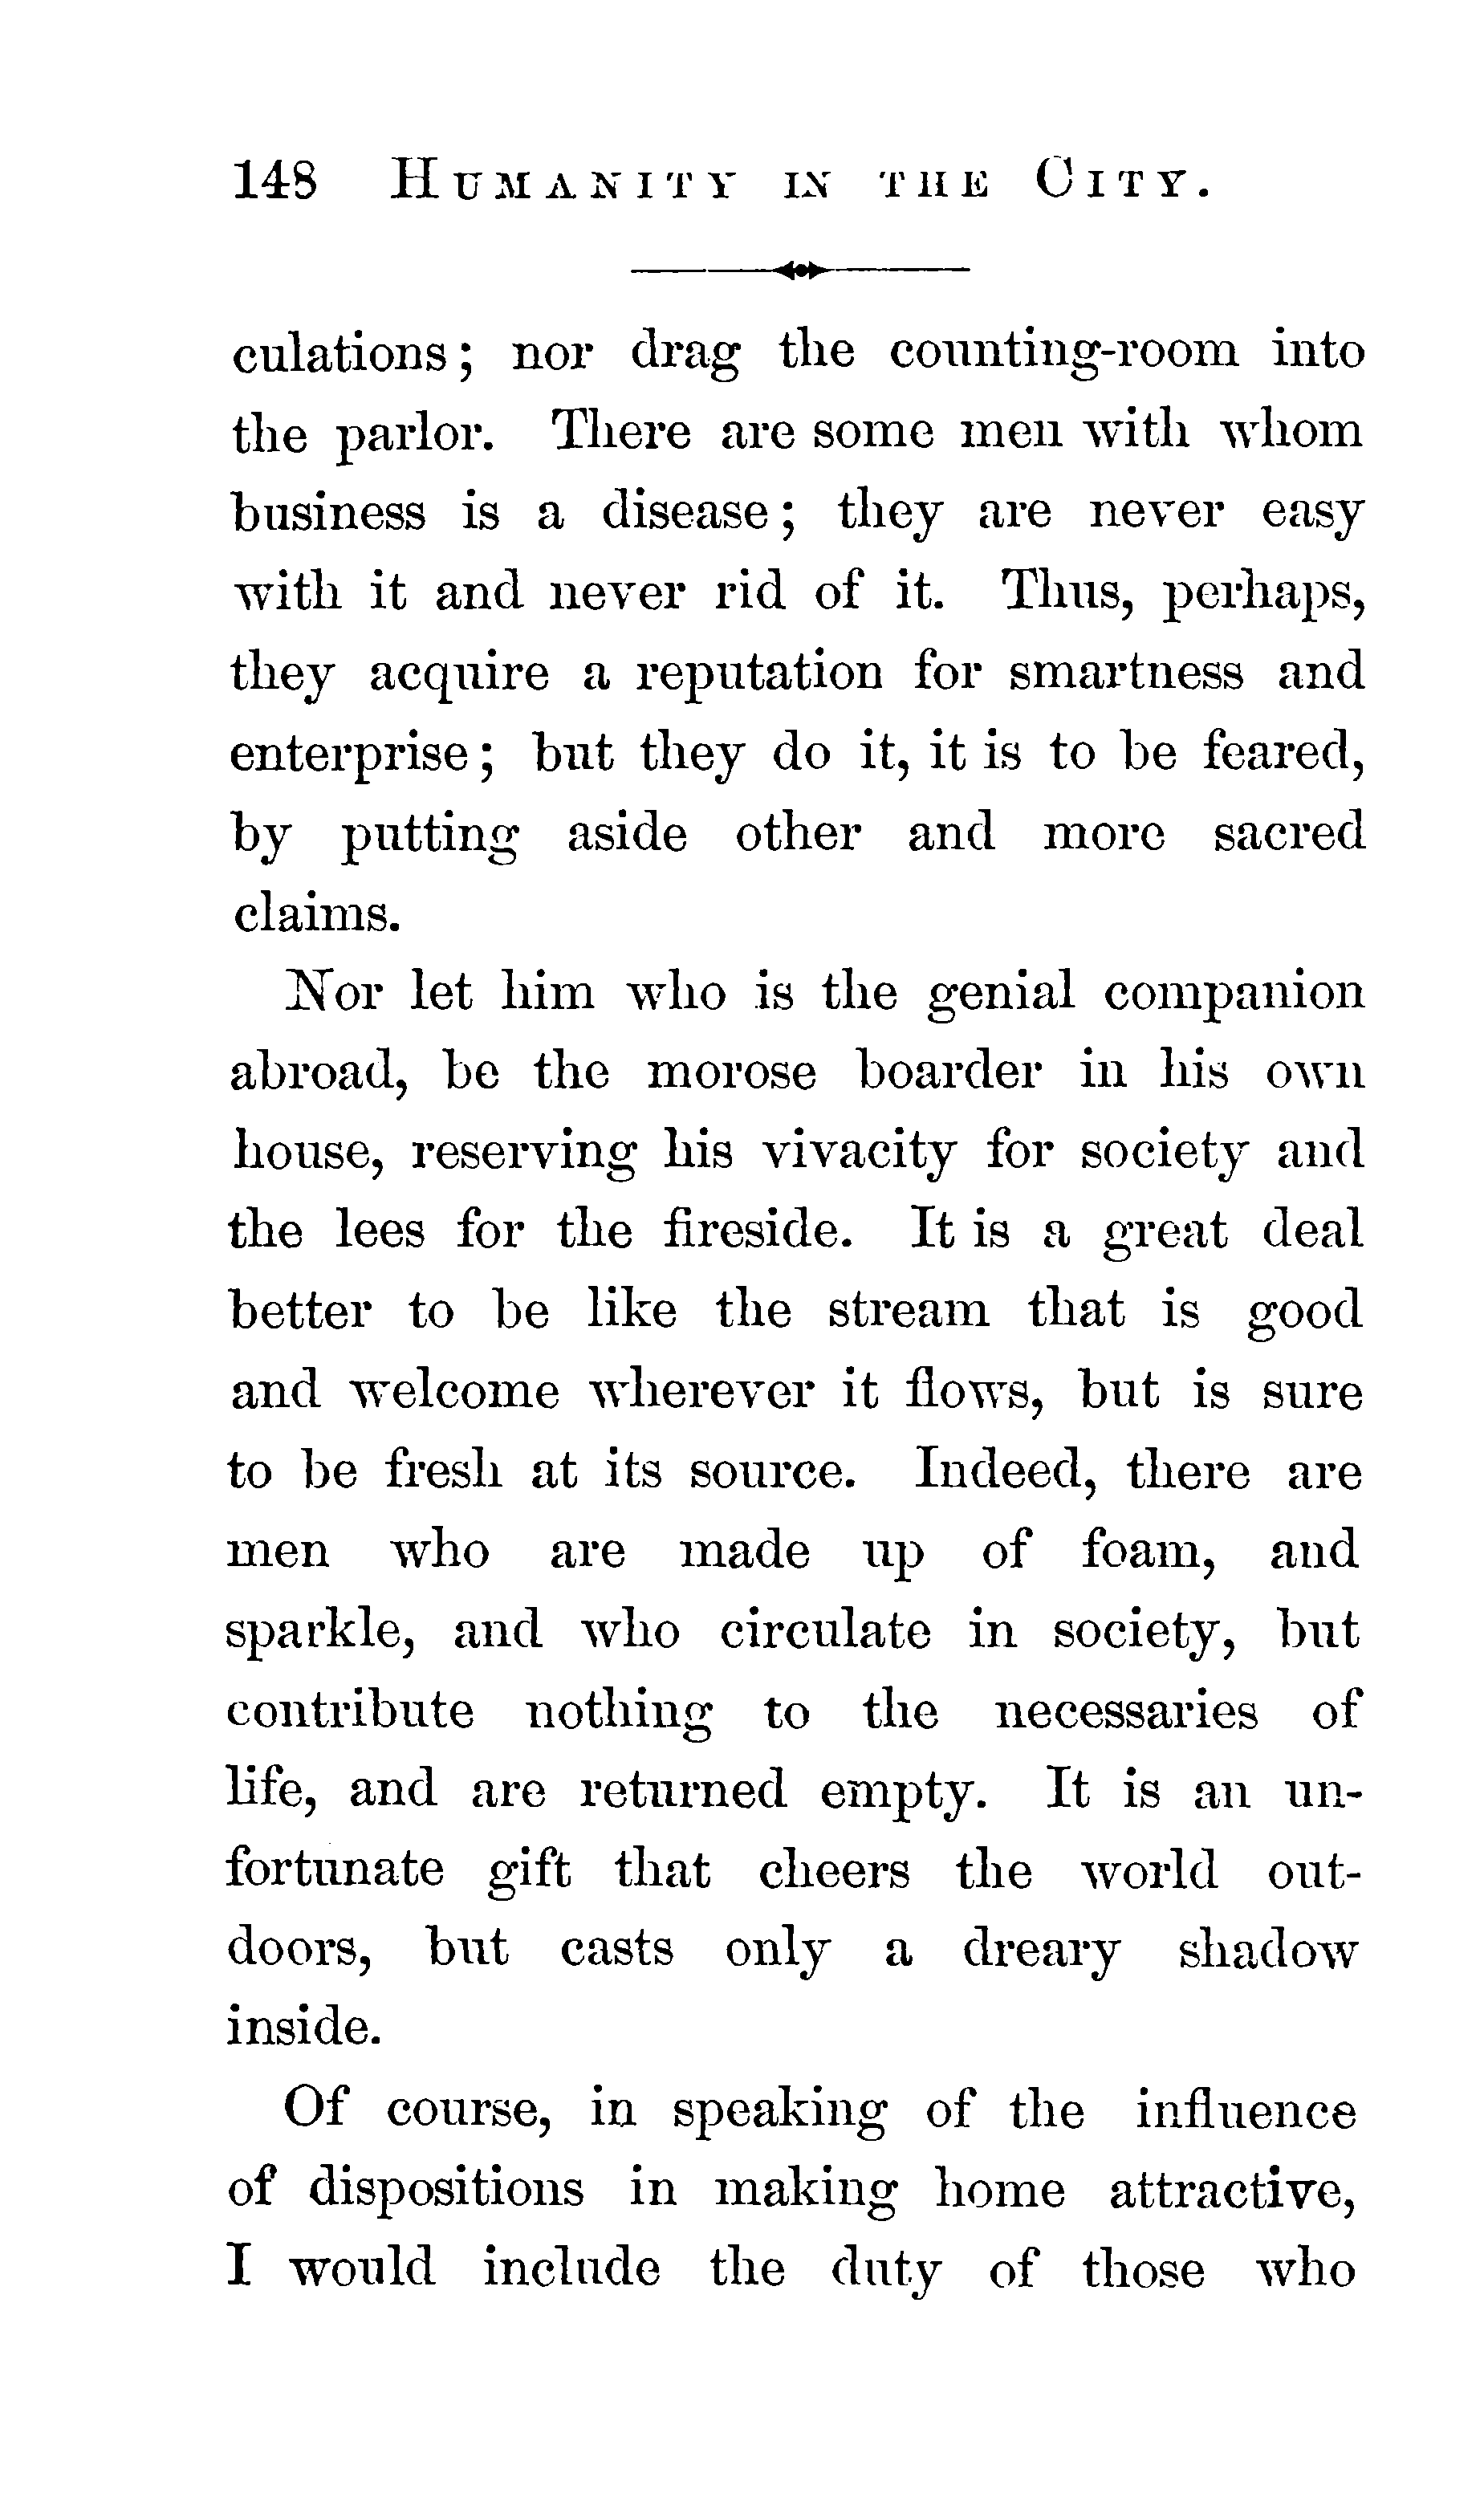 148 HUMANITY IN THE CITY.
culations; nor drag the counting-room into
the parlor. There are some men with whom
business is a disease; they are never easy
with it and never rid of it. Thus, perhaps,
they acquire a reputation for smartness and
enterprise; but they do it, it is to be feared,
by putting aside other and more sacred
claims.
Nor let him who is the genial companion
abroad, be the morose boarder in his own
house, reserving his vivacity for society and
the lees for the fireside. It is a great deal
better to be like the stream that is good
and welcome wherever it flows, but is sure
to be fresh at its source. Indeed, there are
men who are made up of foam, and
sparkle, and who circulate in society, but
contribute nothing to the necessaries of
life, and are returned empty. It is an un-
fortunate gift that cheers the world out-
doors, but casts only a dreary shadow
inside.
Of course, in speaking of the influence
of dispositions in making home attractive,
I would include the duty of those who